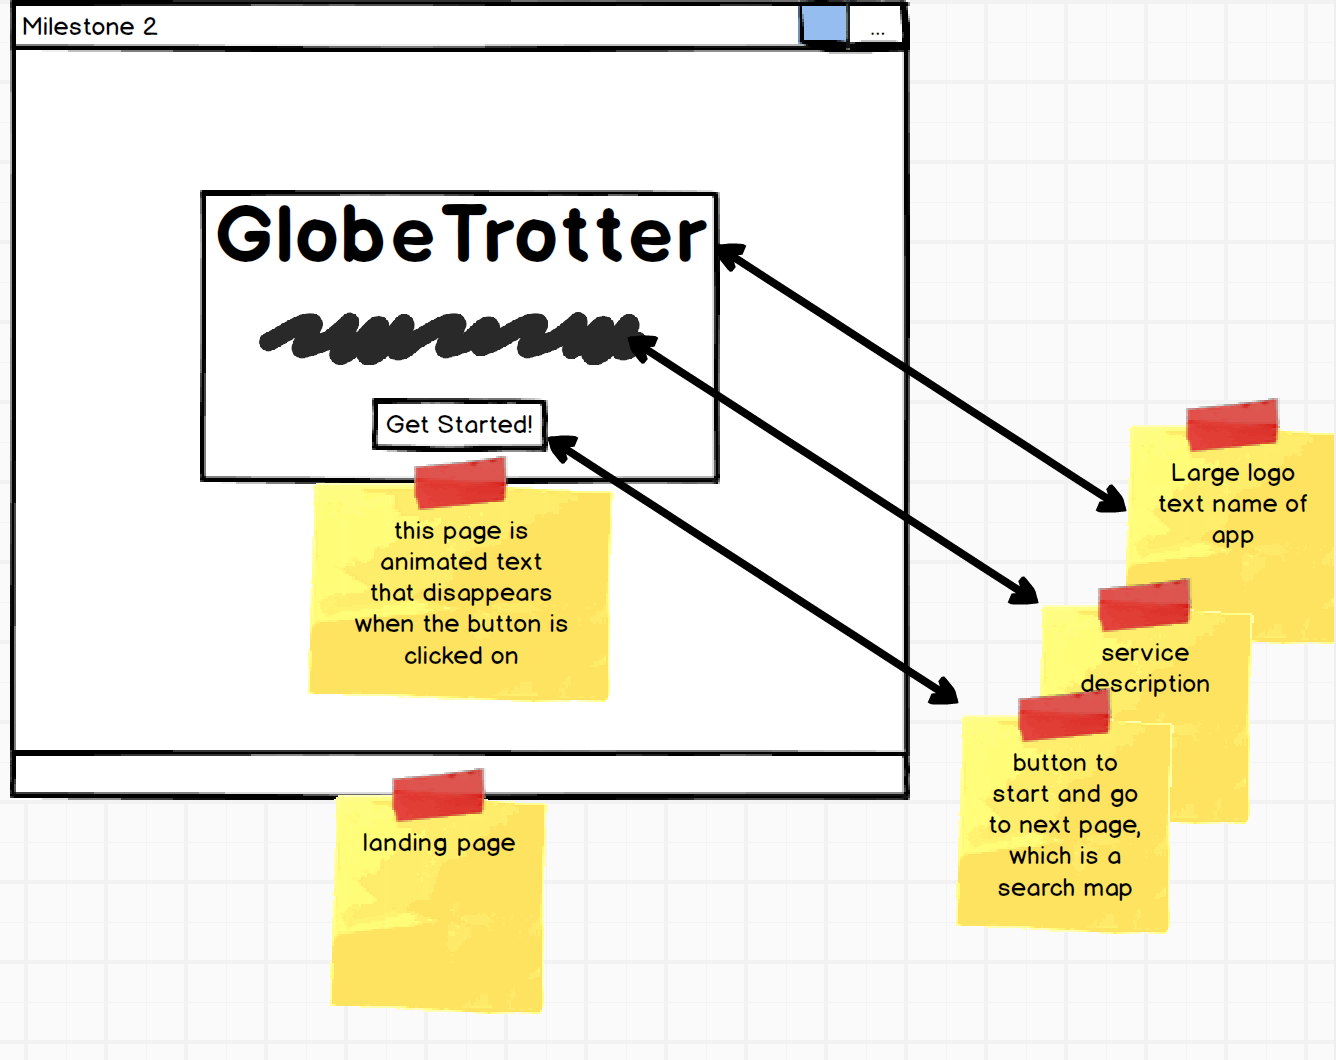 Milestone 2
...
GlobeTrotter
Get Started!
this page is
animated text
that disappears
when the button is
clicked on
Large logo
text name of
app
service
description
button to
start and go
to next page,
which is a
search map
landing page